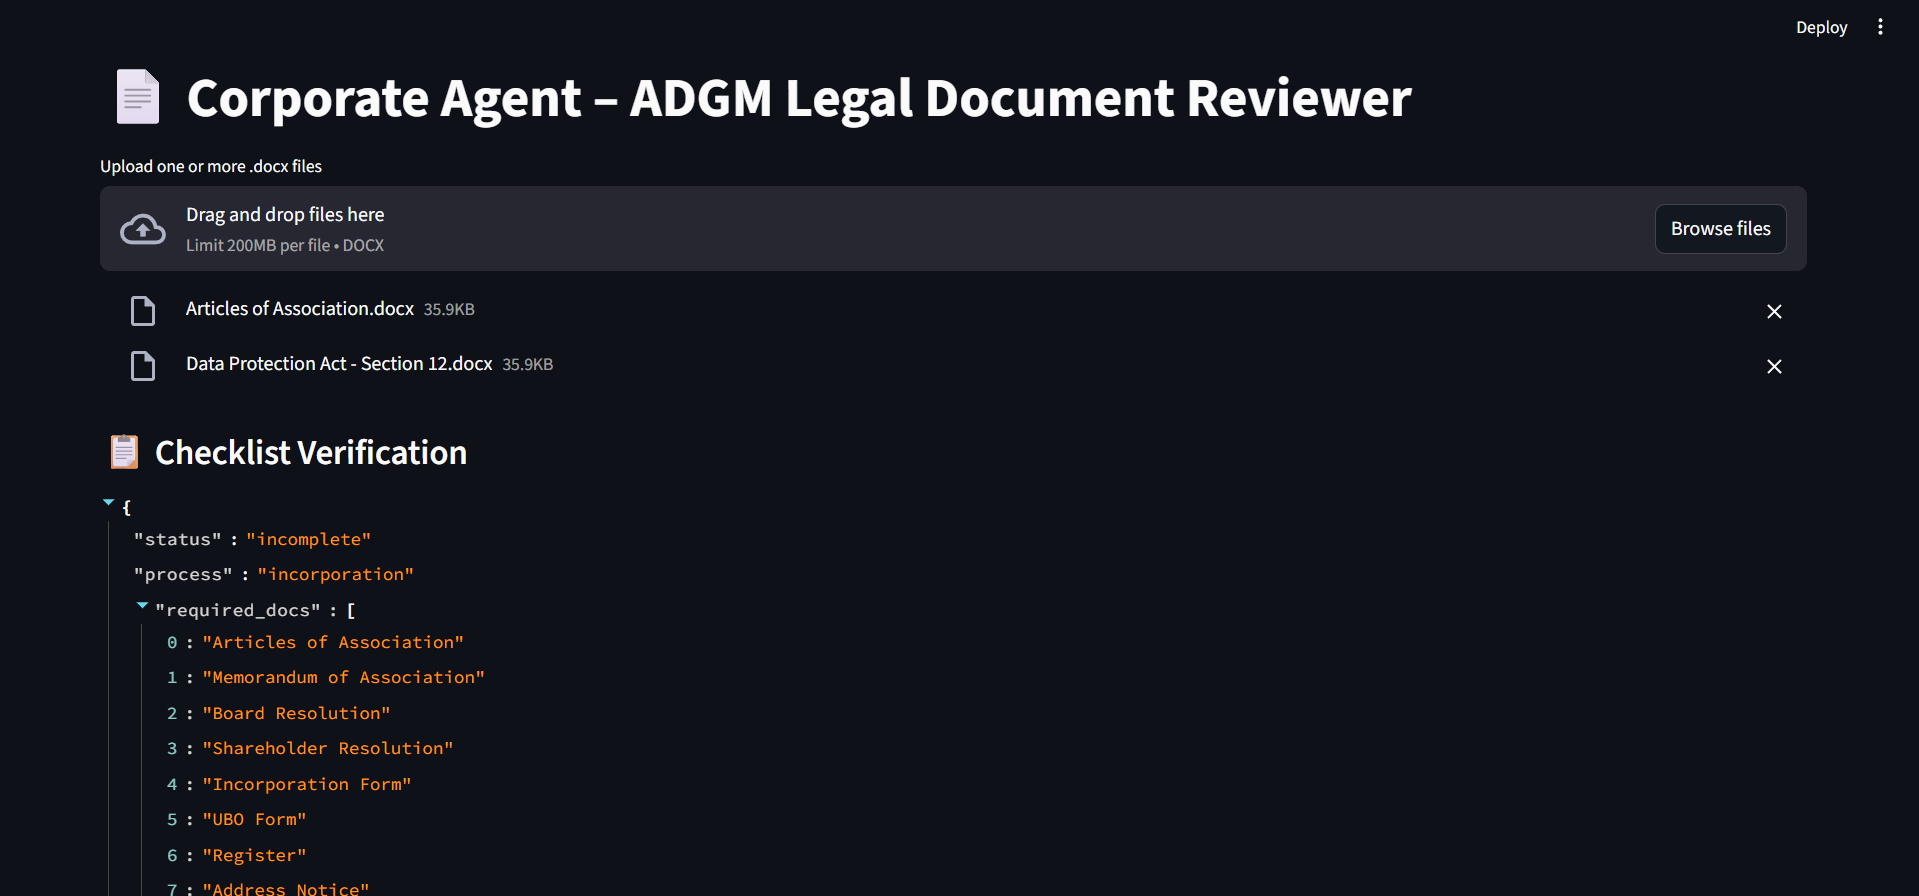 Deploy
Corporate Agent – ADGM Legal Document Reviewer
Upload one or more .docx files
Drag and drop files here
Limit 200MB per file • DOCX
Browse files
Articles of Association.docx 35.9KB
Data Protection Act - Section 12.docx 35.9KB
Checklist Verification
{
"status" : "incomplete"
"process" : "incorporation"
"required_docs" : [
0 : "Articles of Association"
1 : "Memorandum of Association"
2 : "Board Resolution"
3 : "Shareholder Resolution"
4 : "Incorporation Form"
5 : "UBO Form"
6 : "Register"
7 : "Address Notice"